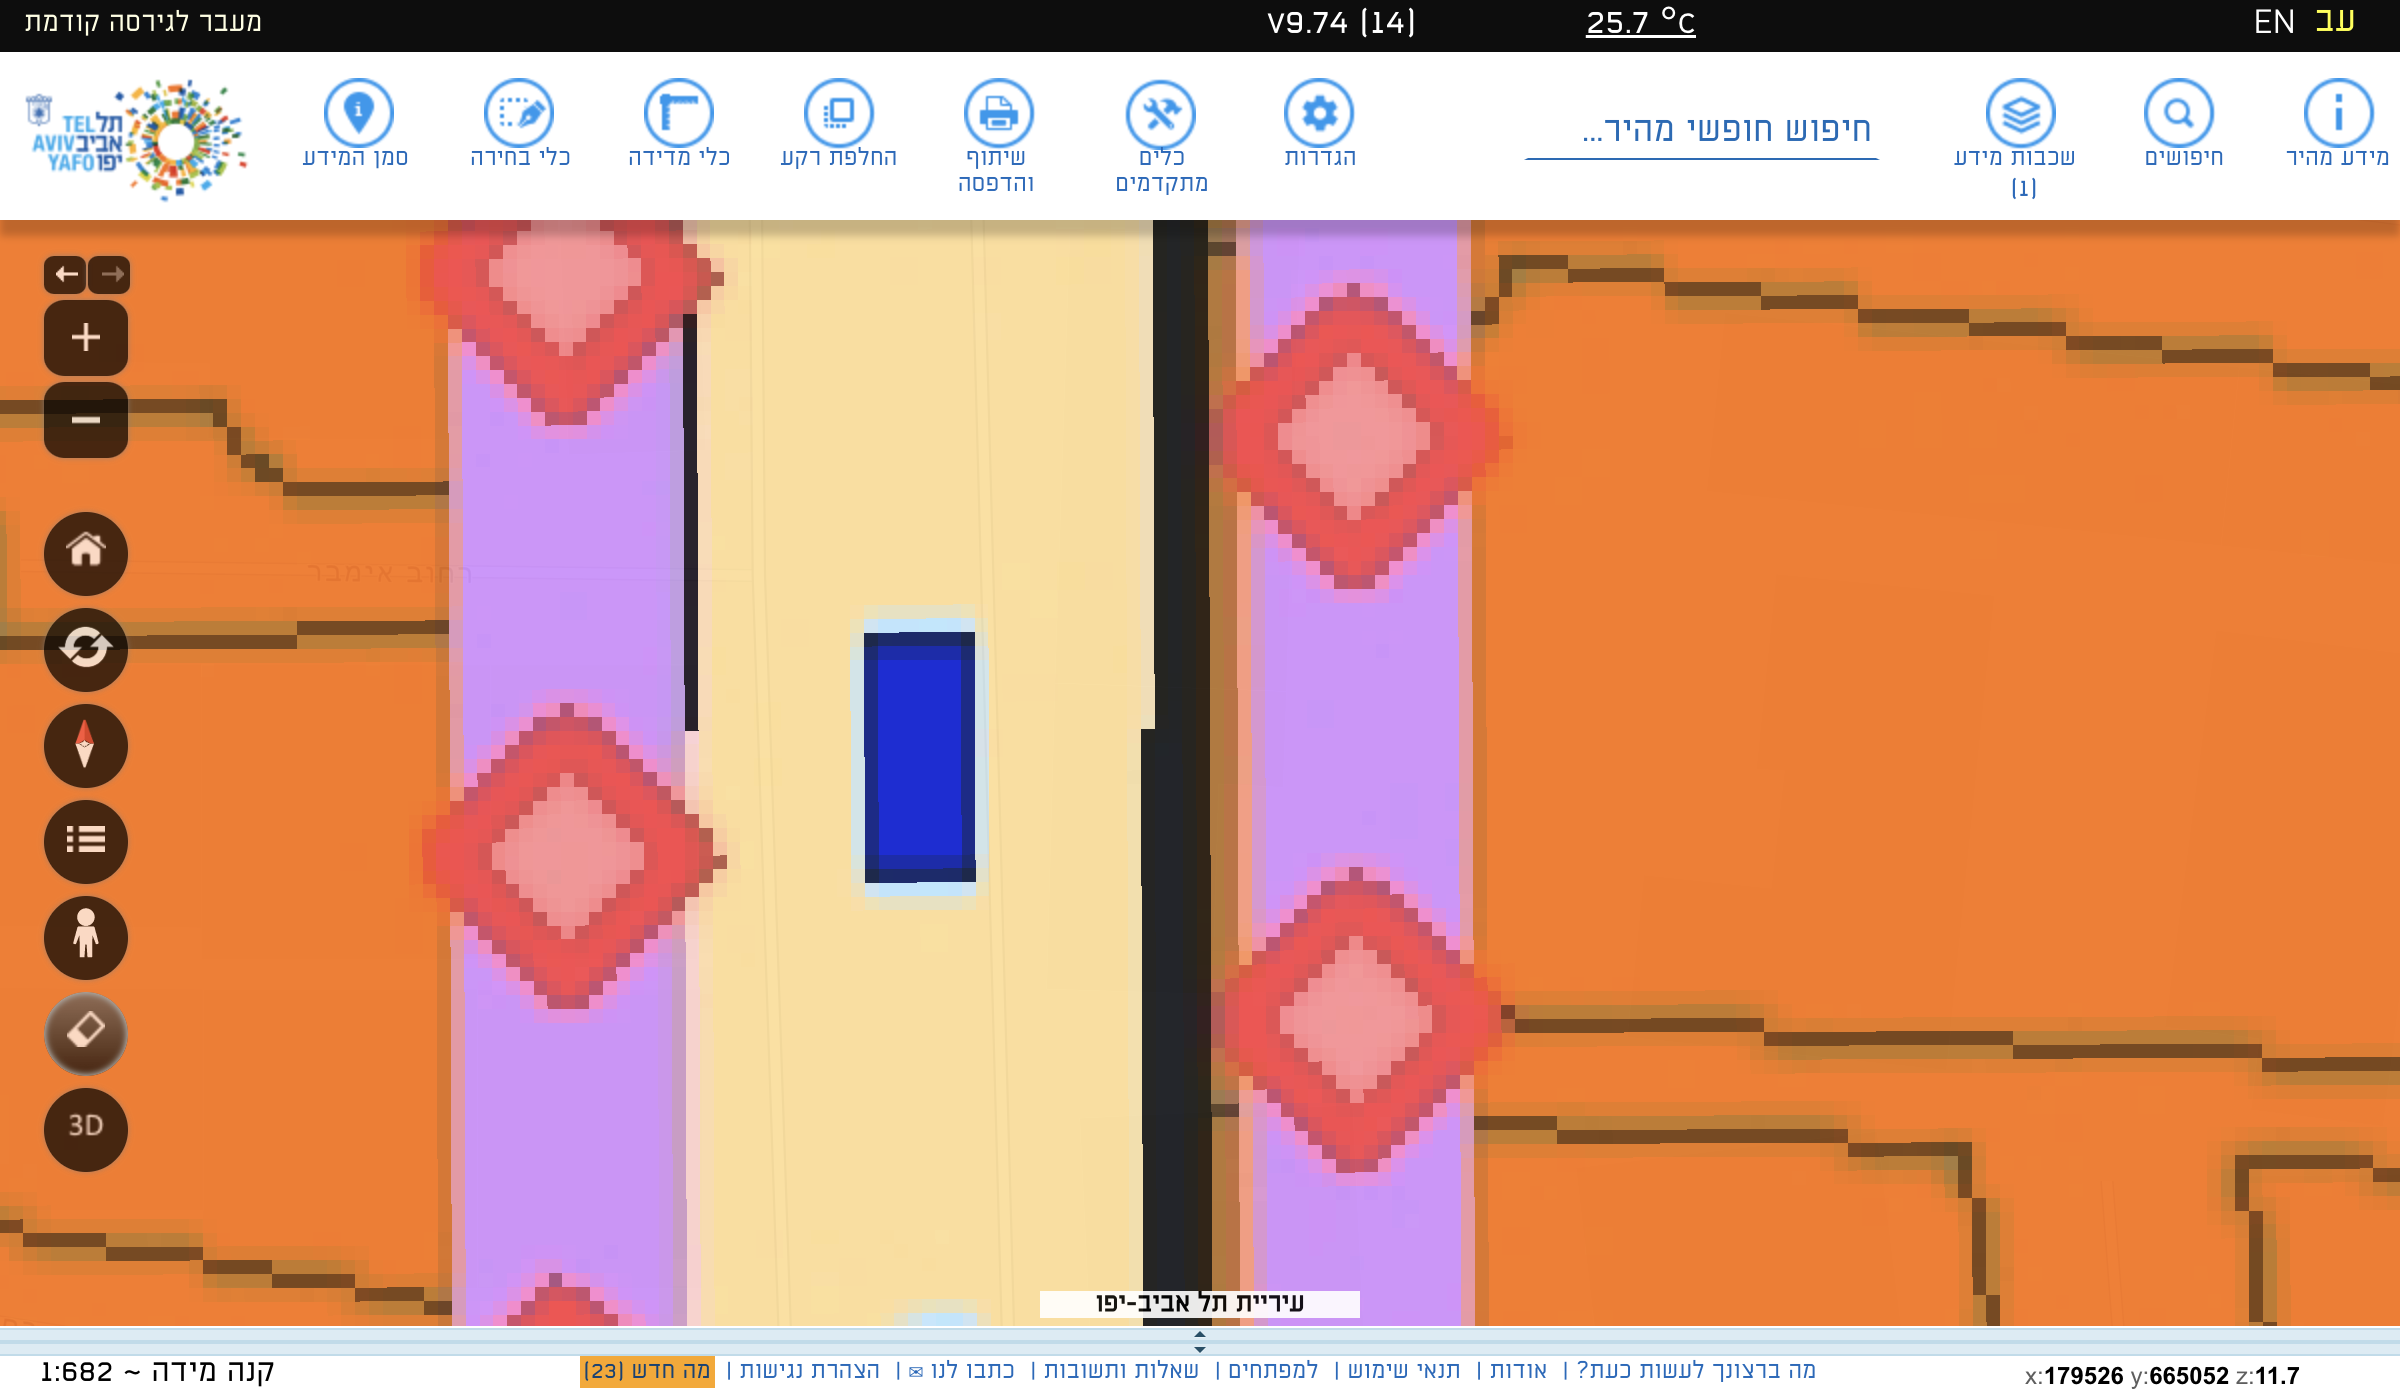 עב EN
25.7 °C
V9.74 (14)
מעבר לגירסה קודמת
מידע מהיר
חיפושים
שכבות מידע
(1)
חיפוש חופשי מהיר...
הגדרות
כלים
מתקדמים
שיתוף
והדפסה
החלפת רקע
כלי מדידה
כלי בחירה
סמן המידע
תל אביב יפו
TEL AVIV YAFO
רחוב אימבר
3D
עיריית תל אביב-יפו
x:179526 y:665052 z:11.7
מה ברצונך לעשות כעת? | אודות | תנאי שימוש | למפתחים | שאלות ותשובות | כתבו לנו ✉ | הצהרת נגישות | מה חדש (23)
קנה מידה ~ 1:682